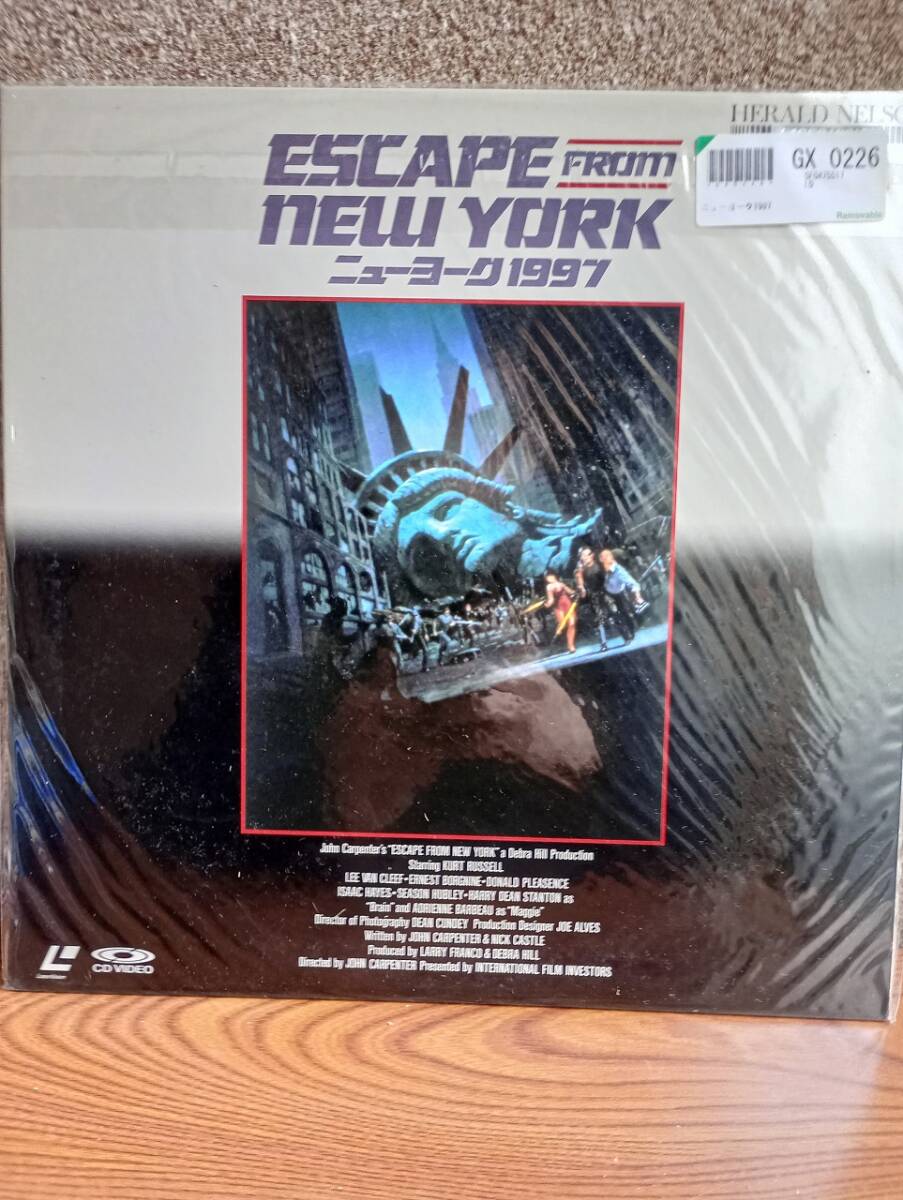 HERALD NELSO
ESCAPE FROM
NEW YORK
ニューヨーク1997
GX 0226
ニューヨーク1997
Removable
John Carpenter's "ESCAPE FROM NEW YORK" a Debra Hill Production
Starring KURT RUSSELL
LEE VAN CLEEF•ERNEST BORGNINE•DONALD PLEASENCE
ISAAC HAYES•SEASON HUBLEY•HARRY DEAN STANTON as
"Brain" and ADRIENNE BARBEAU as "Maggie"
Director of Photography DEAN CUNDEY Production Designer JOE ALVES
Written by JOHN CARPENTER & NICK CASTLE
Produced by LARRY FRANCO & DEBRA HILL
Directed by JOHN CARPENTER Presented by INTERNATIONAL FILM INVESTORS
CD VIDEO